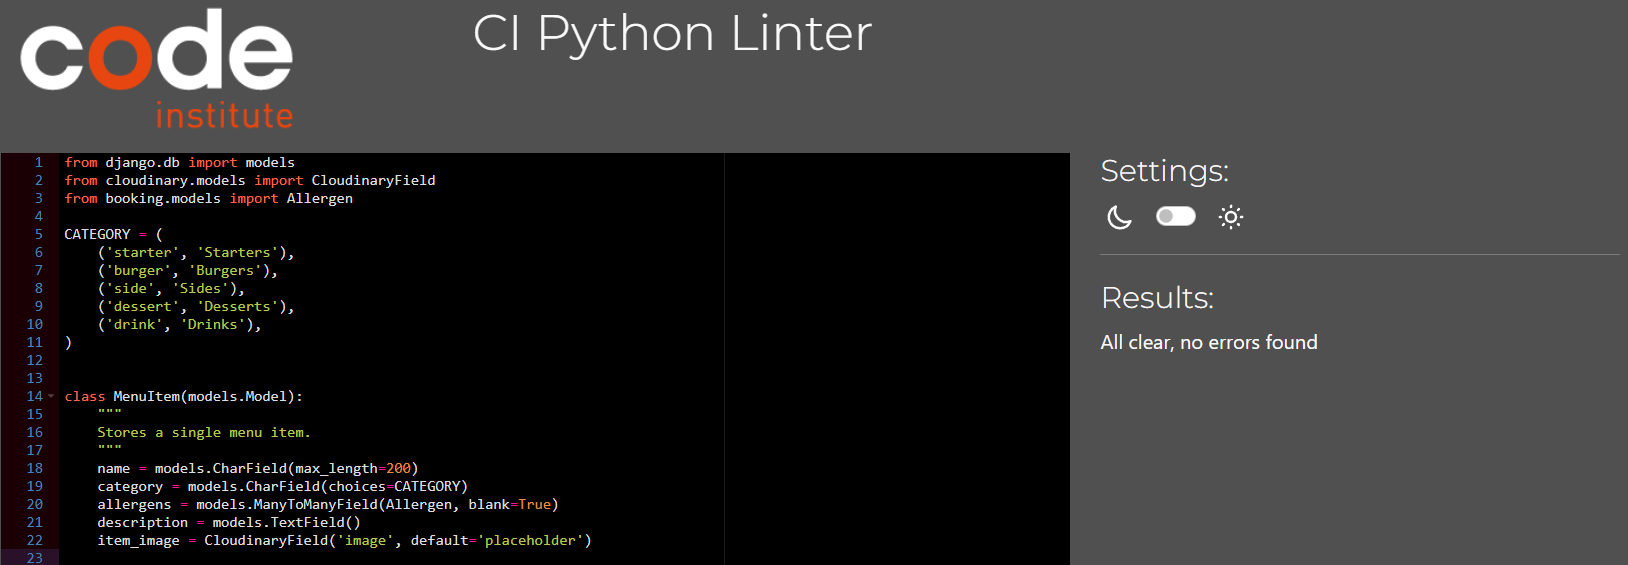 code
institute
CI Python Linter
1 from django.db import models
2 from cloudinary.models import CloudinaryField
3 from booking.models import Allergen
4
5 CATEGORY = (
6     ('starter', 'Starters'),
7     ('burger', 'Burgers'),
8     ('side', 'Sides'),
9     ('dessert', 'Desserts'),
10     ('drink', 'Drinks'),
11 )
12
13
14 class MenuItem(models.Model):
15     """
16     Stores a single menu item.
17     """
18     name = models.CharField(max_length=200)
19     category = models.CharField(choices=CATEGORY)
20     allergens = models.ManyToManyField(Allergen, blank=True)
21     description = models.TextField()
22     item_image = CloudinaryField('image', default='placeholder')
23
Settings:
Results:
All clear, no errors found